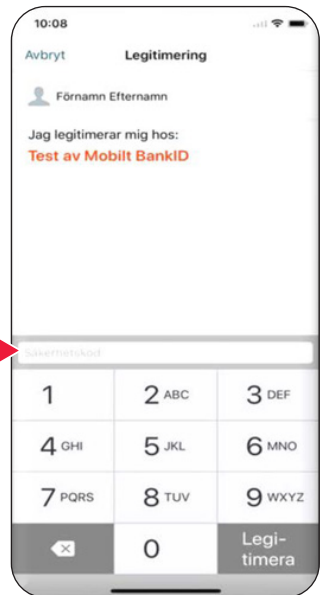 10:08
Avbryt Legitimering
Förnamn Efternamn
Jag legitimerar mig hos:
Test av Mobilt BankID
Säkerhetskod
1 2 ABC 3 DEF
4 GHI 5 JKL 6 MNO
7 PQRS 8 TUV 9 WXYZ
0 Legi-
timera